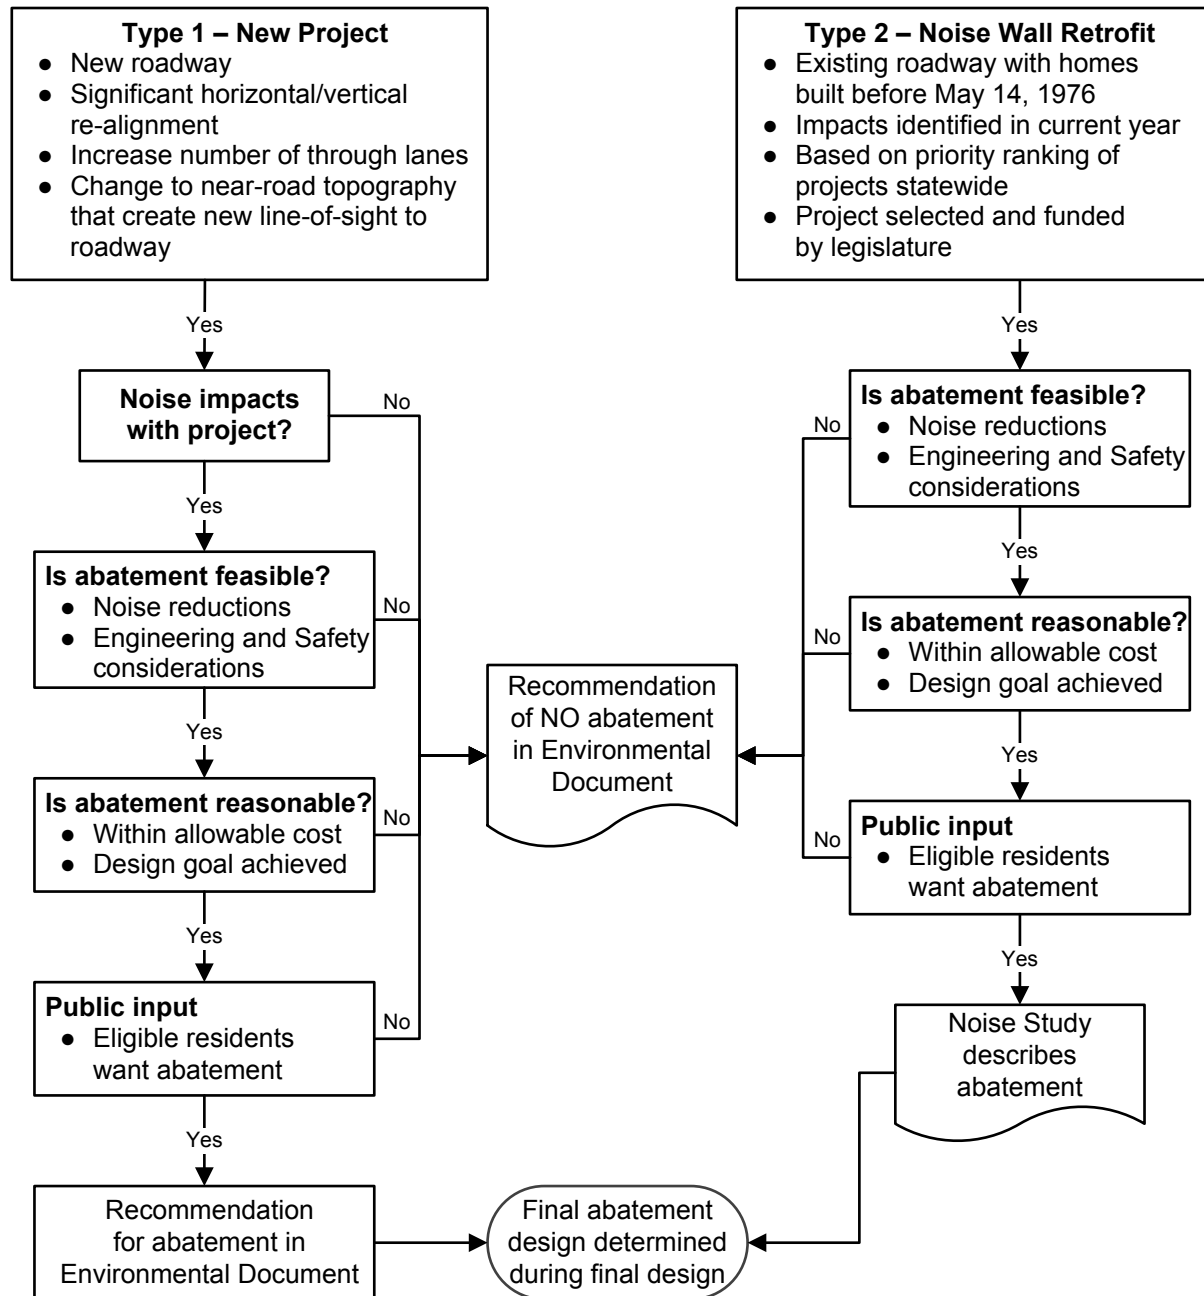 Type 1 – New Project
● New roadway
● Significant horizontal/vertical
re-alignment
● Increase number of through lanes
● Change to near-road topography
that create new line-of-sight to
roadway
Yes
Noise impacts
with project?
No
Yes
Is abatement feasible?
● Noise reductions
● Engineering and Safety
considerations
No
Yes
Is abatement reasonable?
● Within allowable cost
● Design goal achieved
No
Yes
Public input
● Eligible residents
want abatement
No
Yes
Recommendation
for abatement in
Environmental Document
Recommendation
of NO abatement
in Environmental
Document
Final abatement
design determined
during final design
Type 2 – Noise Wall Retrofit
● Existing roadway with homes
built before May 14, 1976
● Impacts identified in current year
● Based on priority ranking of
projects statewide
● Project selected and funded
by legislature
Yes
Is abatement feasible?
● Noise reductions
● Engineering and Safety
considerations
No
Yes
Is abatement reasonable?
● Within allowable cost
● Design goal achieved
No
Yes
Public input
● Eligible residents
want abatement
No
Yes
Noise Study
describes
abatement